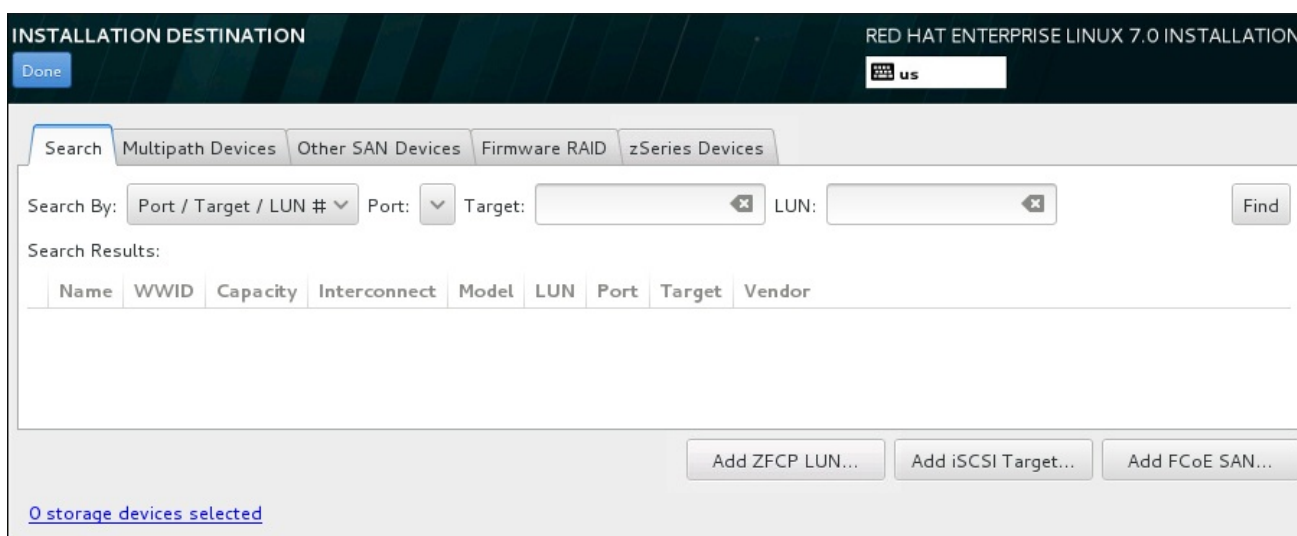 INSTALLATION DESTINATION
RED HAT ENTERPRISE LINUX 7.0 INSTALLATION
Done
us
Search Multipath Devices Other SAN Devices Firmware RAID zSeries Devices
Search By: Port / Target / LUN # Port: Target: LUN: Find
Search Results:
Name WWID Capacity Interconnect Model LUN Port Target Vendor
Add ZFCP LUN... Add iSCSI Target... Add FCoE SAN...
0 storage devices selected